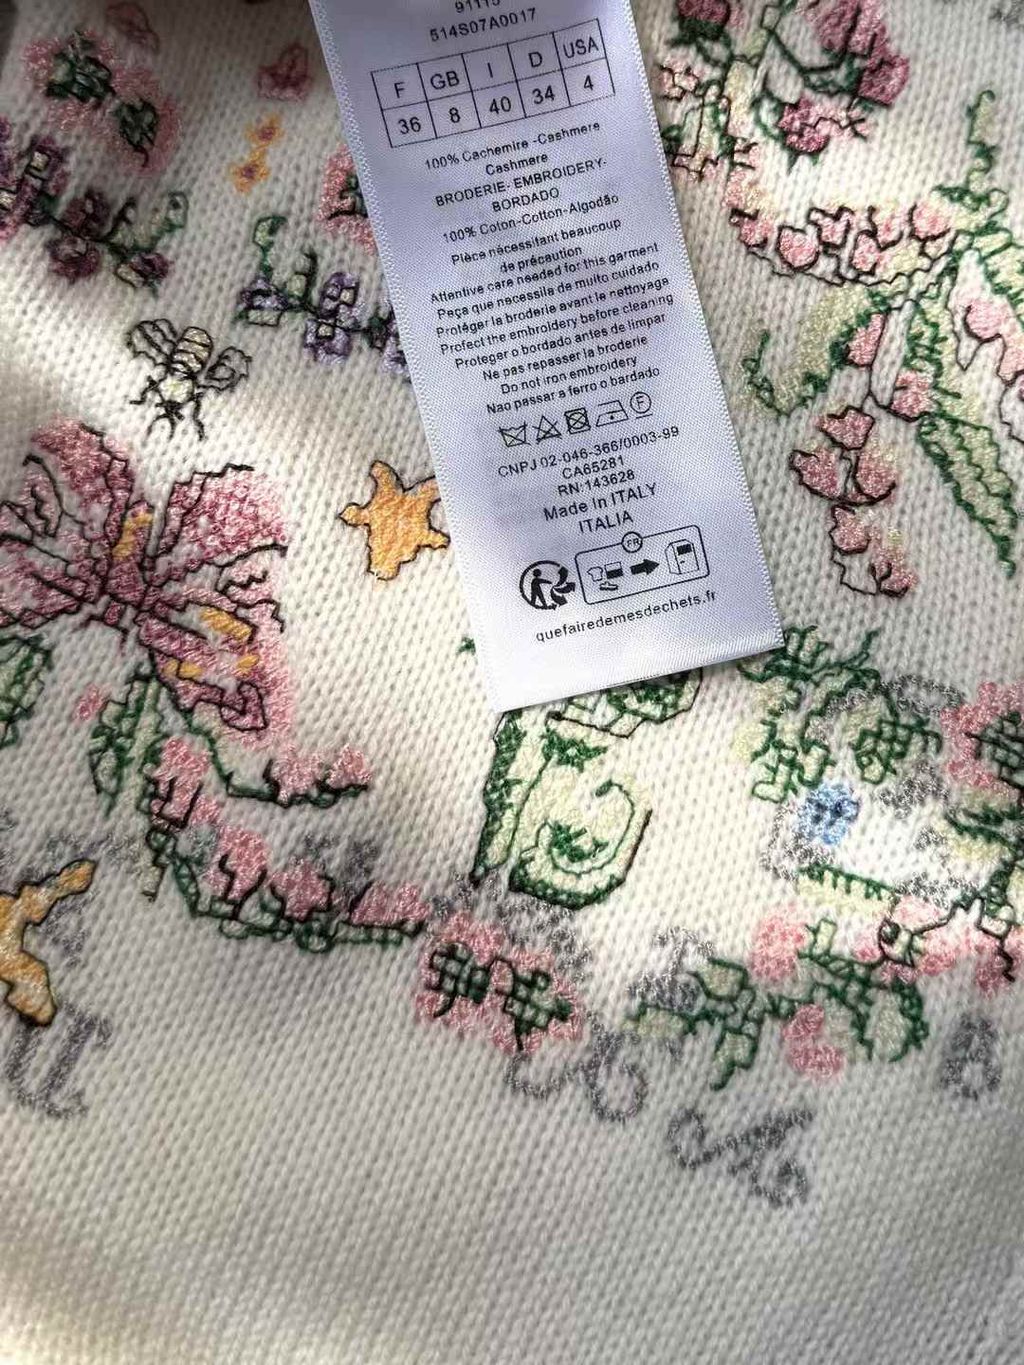 91115
514S07A0017
F GB I D USA
36 8 40 34 4
100% Cachemire -Cashmere
Cashmere
BRODERIE- EMBROIDERY-
BORDADO
100% Coton-Cotton-Algodão
Pièce nécessitant beaucoup
de précaution
Attentive care needed for this garment
Peça que necessita de muito cuidado
Protéger la broderie avant le nettoyage
Protect the embroidery before cleaning
Proteger o bordado antes de limpar
Ne pas repasser la broderie
Do not iron embroidery
Nao passar a ferro o bardado
F
CNPJ 02-046-366/0003-99
CA65281
RN:143628
Made In ITALY
ITALIA
FR
quefairedemesdechets.fr